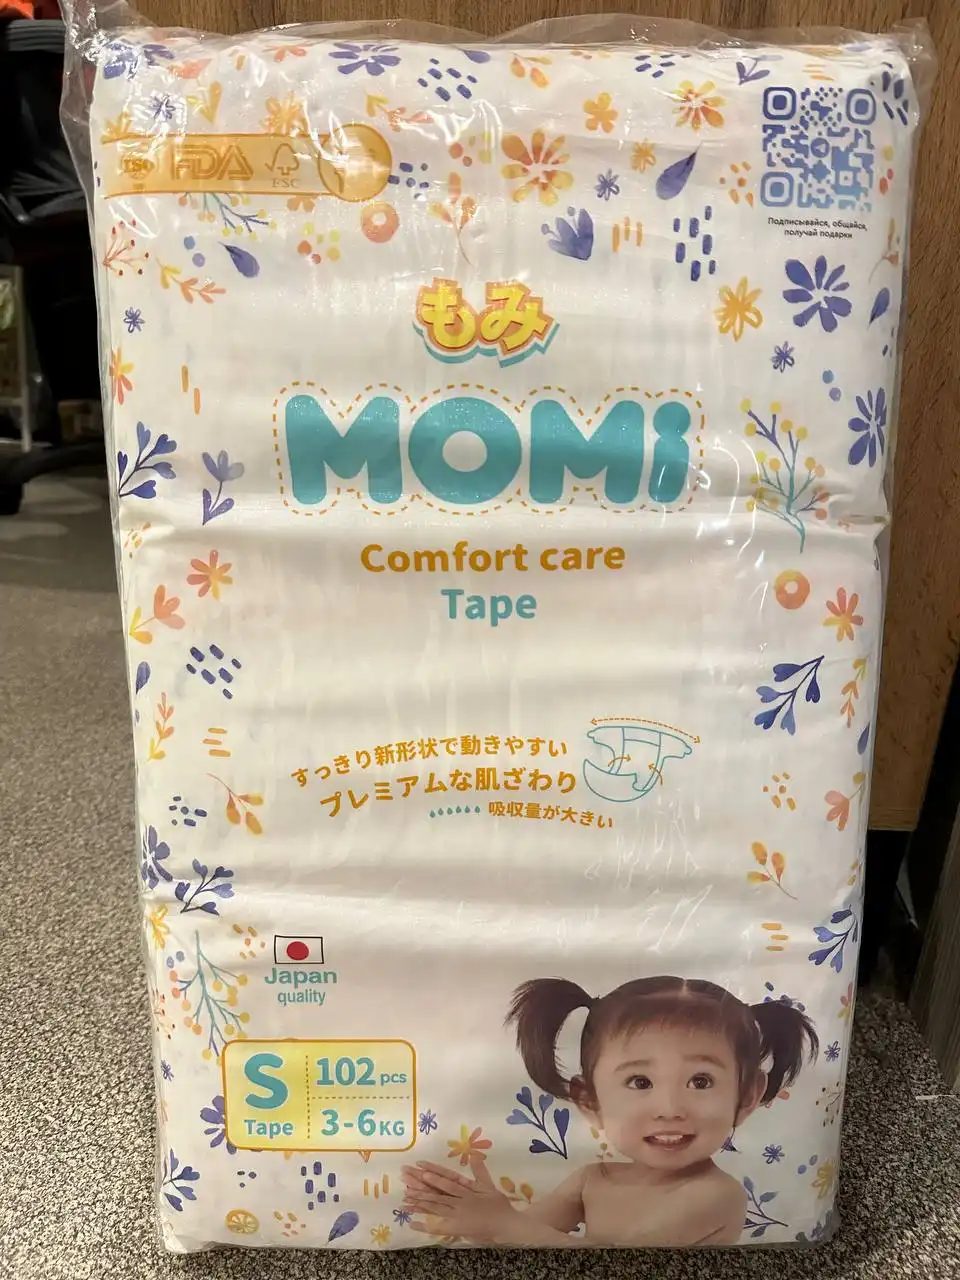 ISO FDA FSC
Подписывайся, общайся,
получай подарки
もみ
MOMi
Comfort care
Tape
すっきり新形状で動きやすい
プレミアムな肌ざわり
吸収量が大きい
Japan
quality
S
Tape
102 pcs
3-6KG